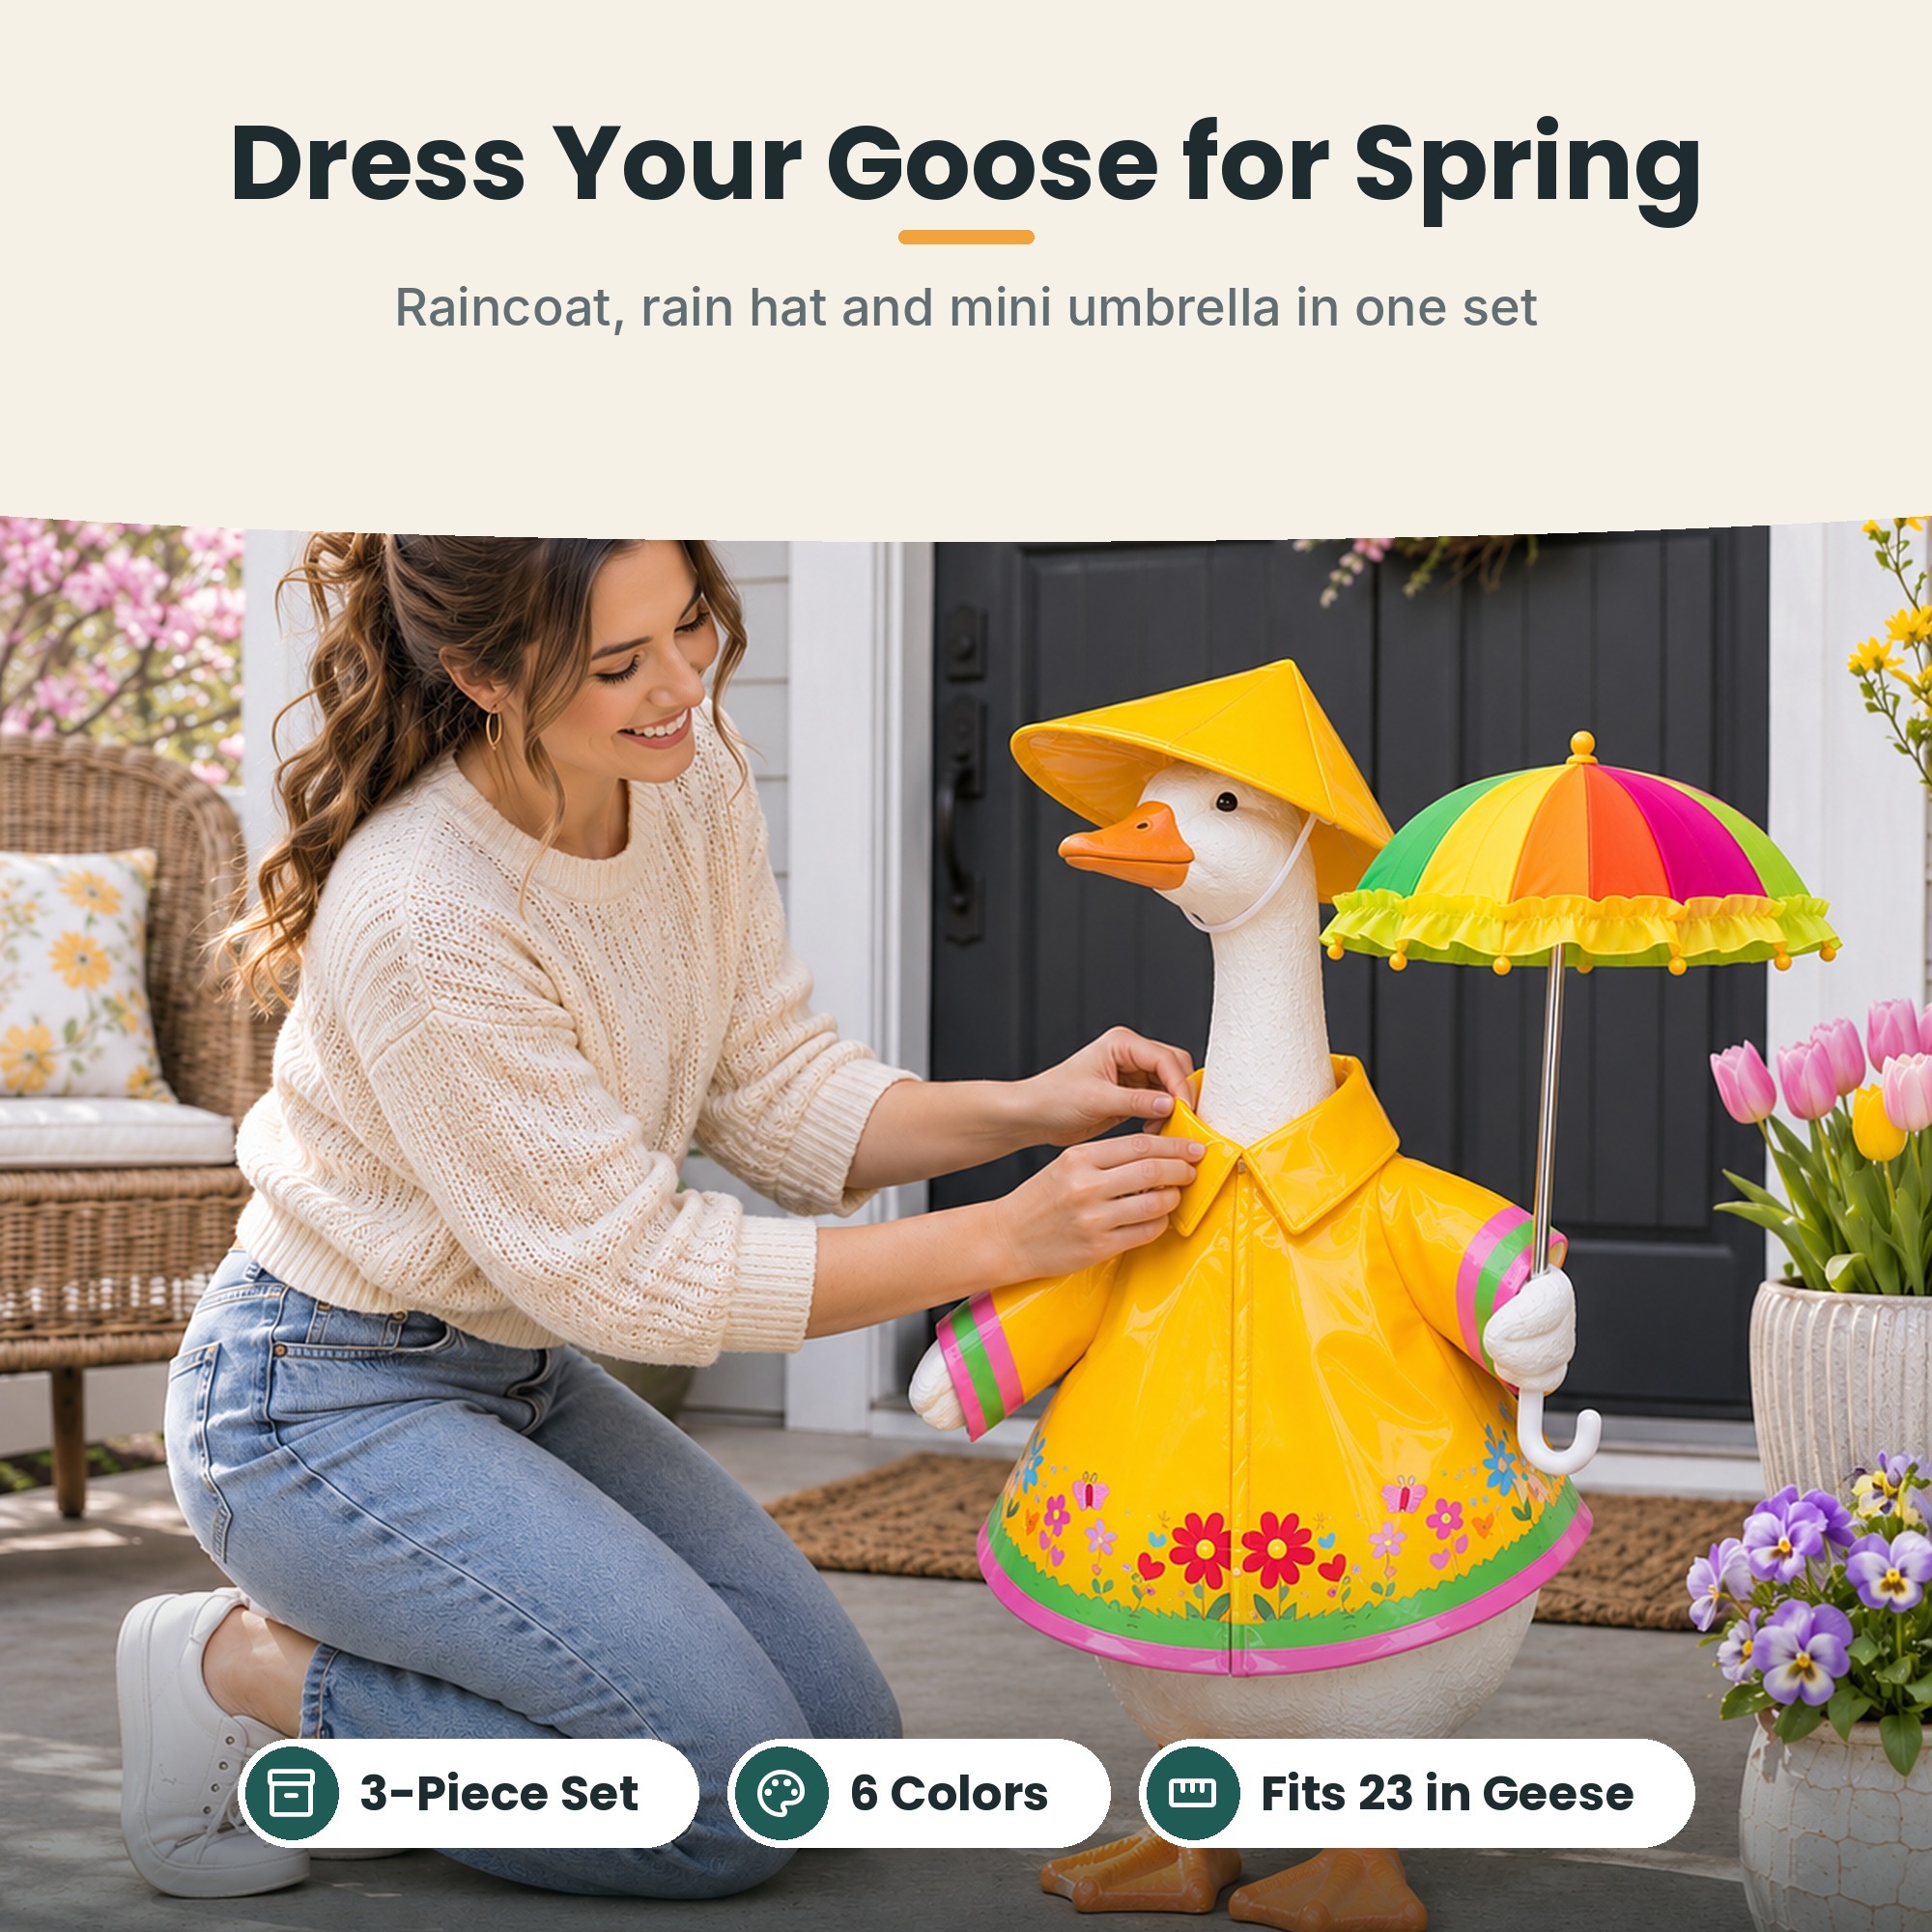 Dress Your Goose for Spring
Raincoat, rain hat and mini umbrella in one set
3-Piece Set
6 Colors
Fits 23 in Geese